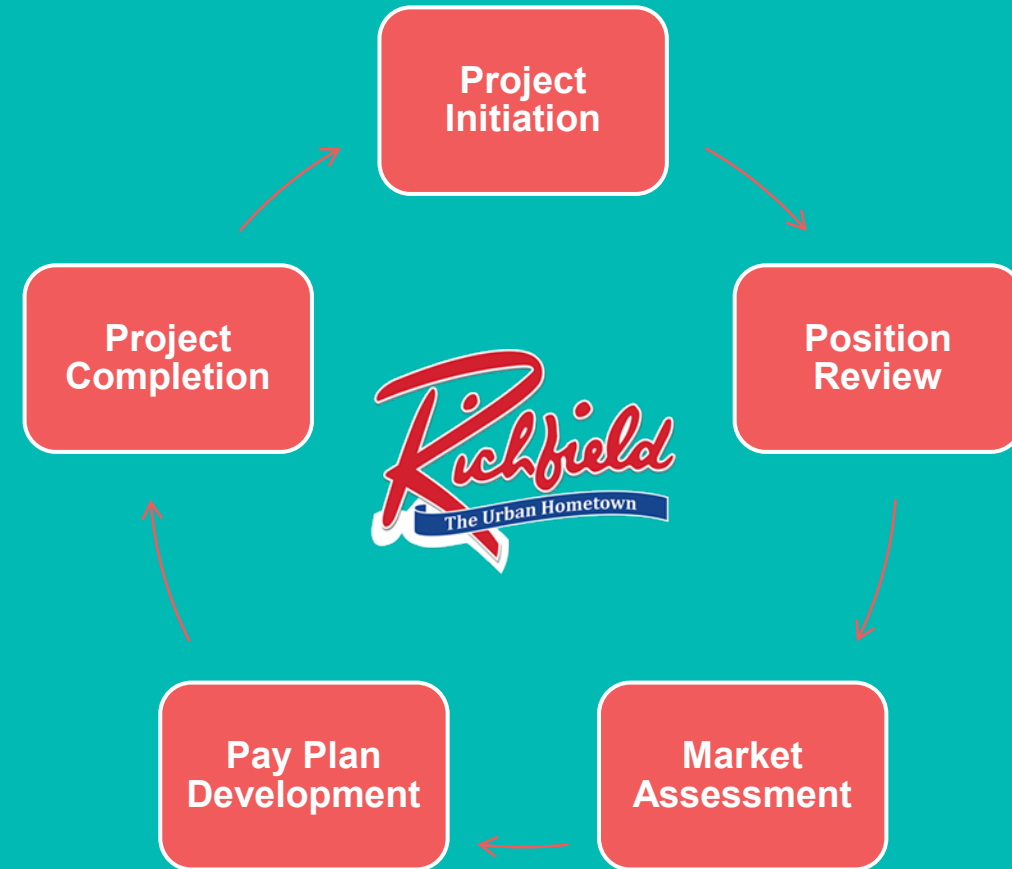 Project
Initiation
Position
Review
Market
Assessment
Pay Plan
Development
Project
Completion
Richfield
The Urban Hometown